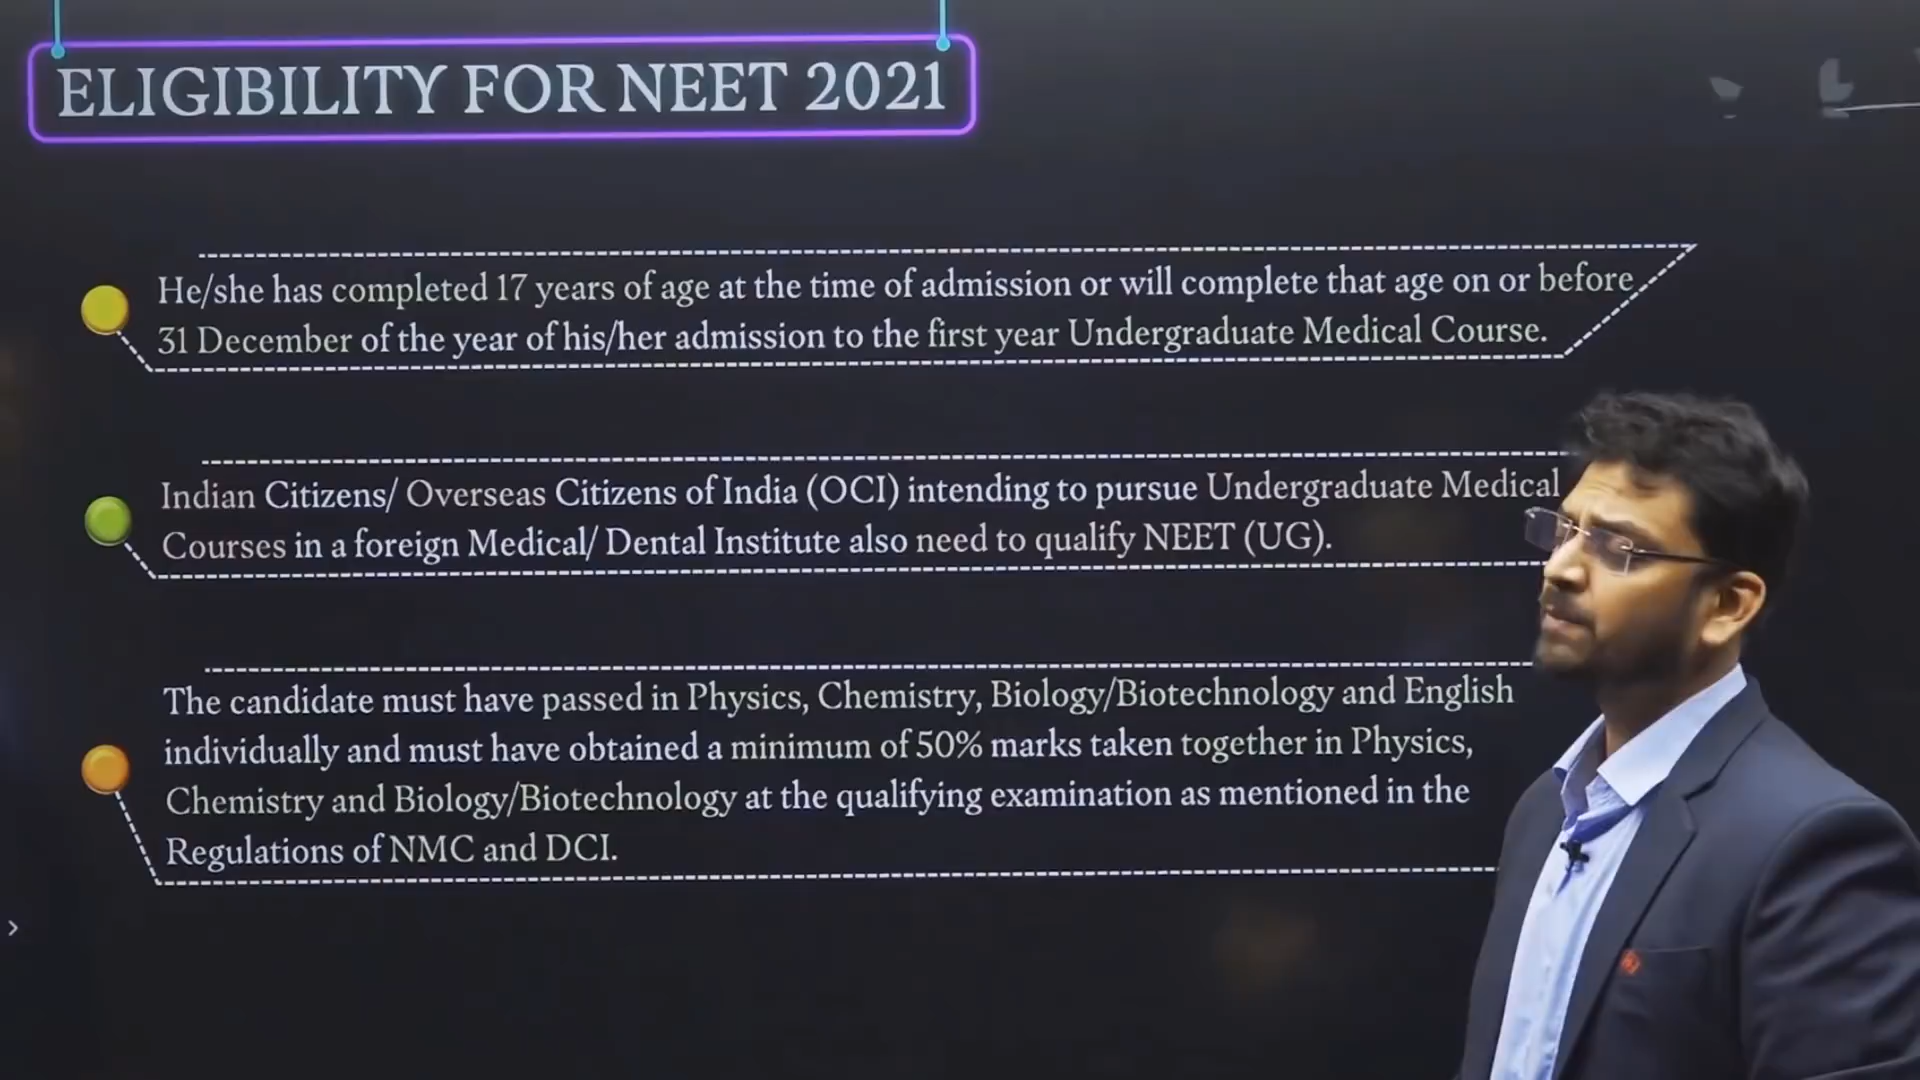 ELIGIBILITY FOR NEET 2021
He/she has completed 17 years of age at the time of admission or will complete that age on or before
31 December of the year of his/her admission to the first year Undergraduate Medical Course.
Indian Citizens/ Overseas Citizens of India (OCI) intending to pursue Undergraduate Medical
Courses in a foreign Medical/ Dental Institute also need to qualify NEET (UG).
The candidate must have passed in Physics, Chemistry, Biology/Biotechnology and English
individually and must have obtained a minimum of 50% marks taken together in Physics,
Chemistry and Biology/Biotechnology at the qualifying examination as mentioned in the
Regulations of NMC and DCI.